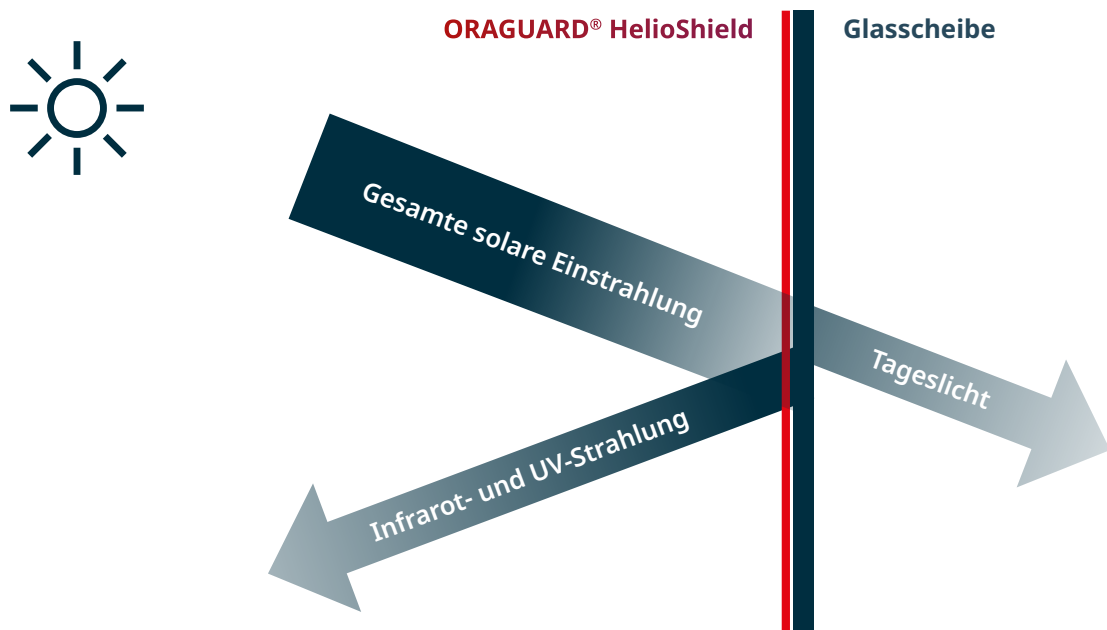 ORAGUARD® HelioShield
Glasscheibe
Gesamte solare Einstrahlung
Tageslicht
Infrarot- und UV-Strahlung